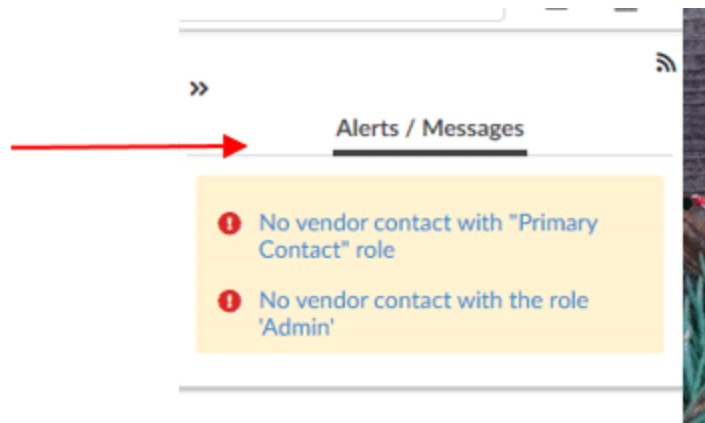 »
Alerts / Messages
No vendor contact with "Primary
Contact" role
No vendor contact with the role
'Admin'